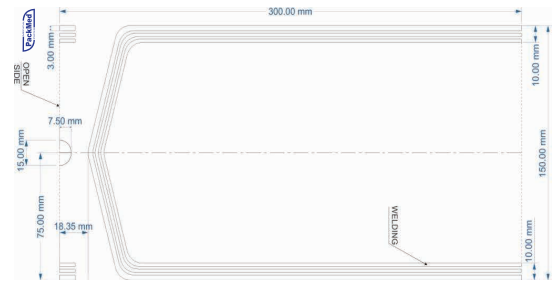 300.00 mm
PackMed
3.00 mm
10.00 mm
OPEN
SIDE
7.50 mm
15.00 mm
150.00 mm
75.00 mm
18.35 mm
WELDING
10.00 mm